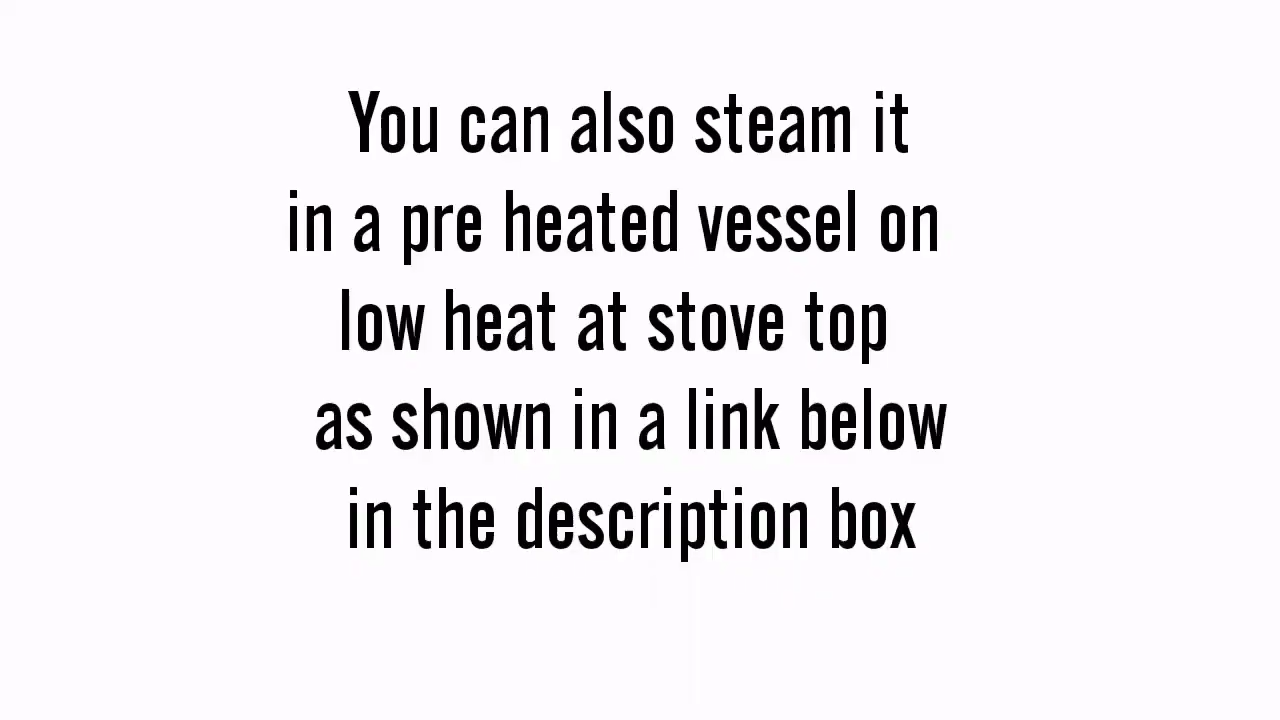 You can also steam it
in a pre heated vessel on
low heat at stove top
as shown in a link below
in the description box